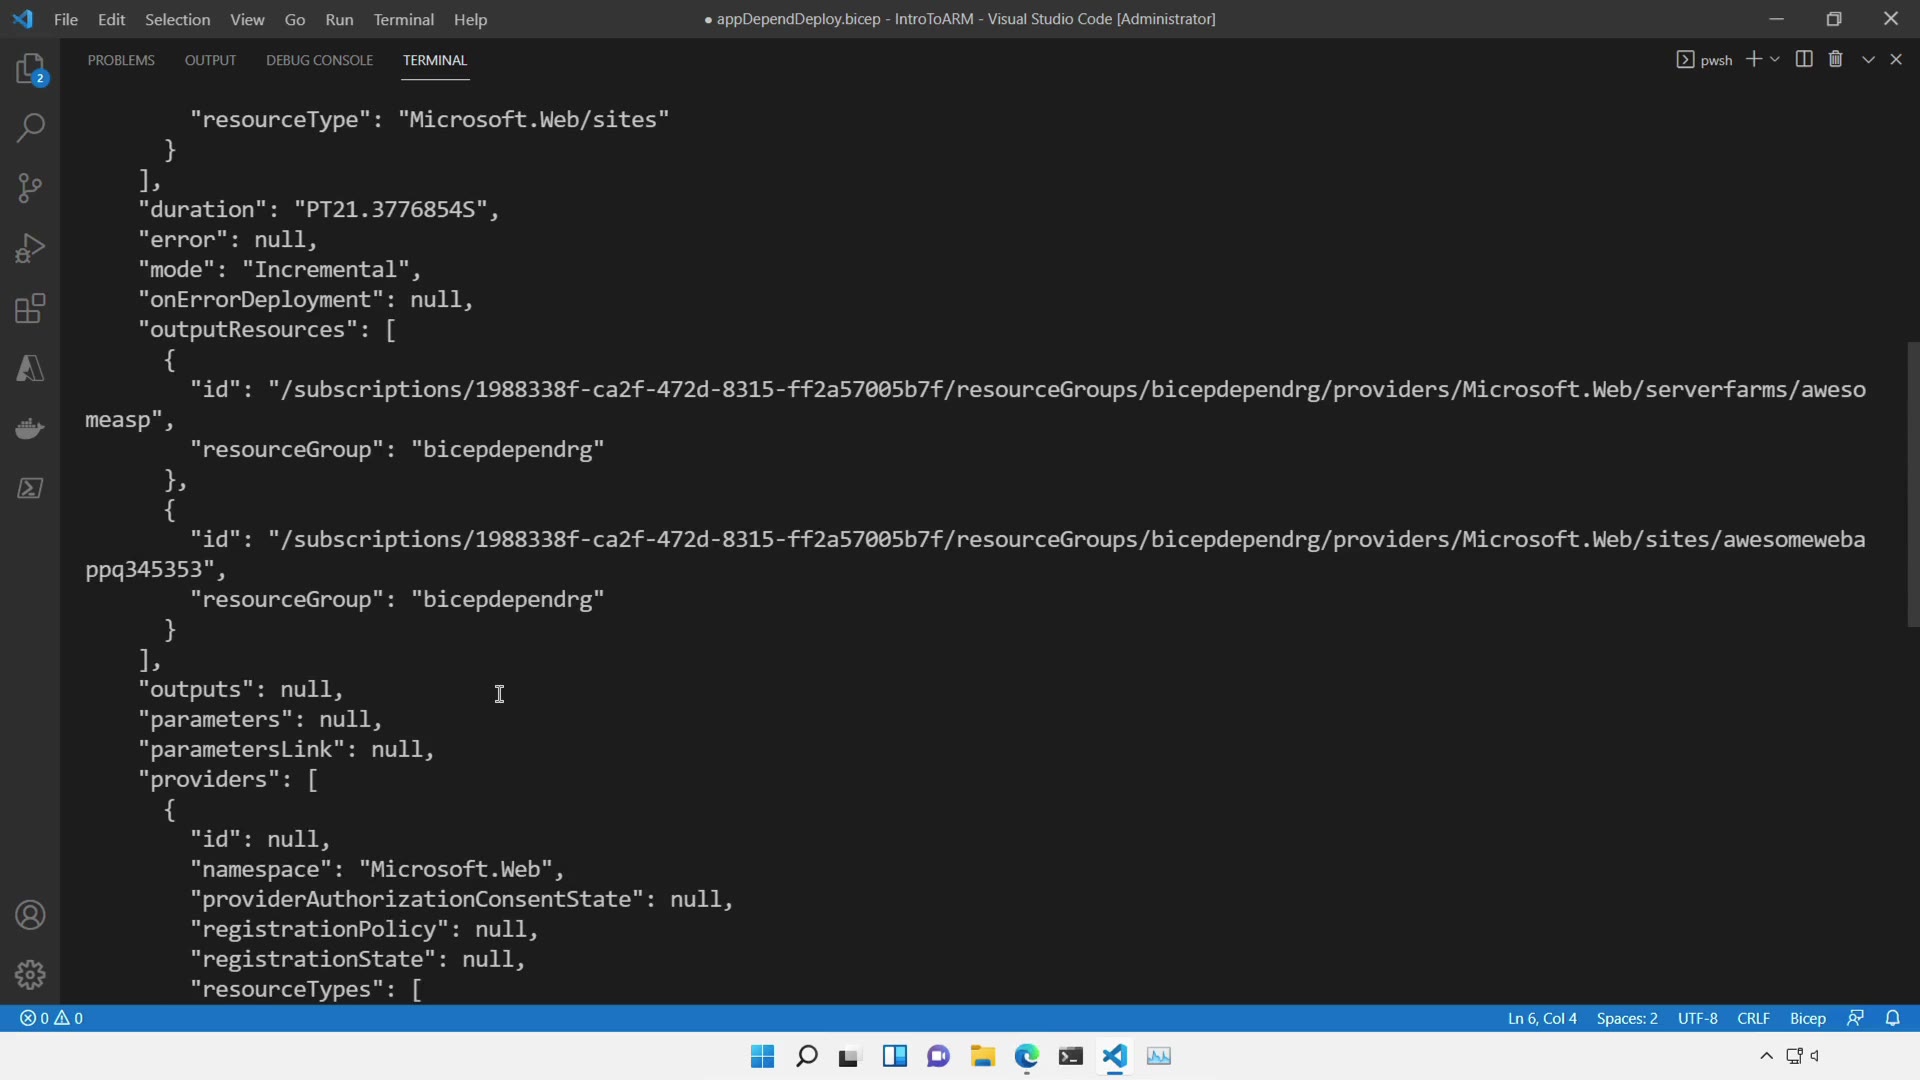 File Edit Selection View Go Run Terminal Help
● appDependDeploy.bicep - IntroToARM - Visual Studio Code [Administrator]
2
PROBLEMS OUTPUT DEBUG CONSOLE TERMINAL
pwsh
"resourceType": "Microsoft.Web/sites"
}
],
"duration": "PT21.3776854S",
"error": null,
"mode": "Incremental",
"onErrorDeployment": null,
"outputResources": [
{
"id": "/subscriptions/1988338f-ca2f-472d-8315-ff2a57005b7f/resourceGroups/bicepdependrg/providers/Microsoft.Web/serverfarms/aweso
measp",
"resourceGroup": "bicepdependrg"
},
{
"id": "/subscriptions/1988338f-ca2f-472d-8315-ff2a57005b7f/resourceGroups/bicepdependrg/providers/Microsoft.Web/sites/awesomeweba
ppq345353",
"resourceGroup": "bicepdependrg"
}
],
"outputs": null,
"parameters": null,
"parametersLink": null,
"providers": [
{
"id": null,
"namespace": "Microsoft.Web",
"providerAuthorizationConsentState": null,
"registrationPolicy": null,
"registrationState": null,
"resourceTypes": [
0 0
Ln 6, Col 4 Spaces: 2 UTF-8 CRLF Bicep